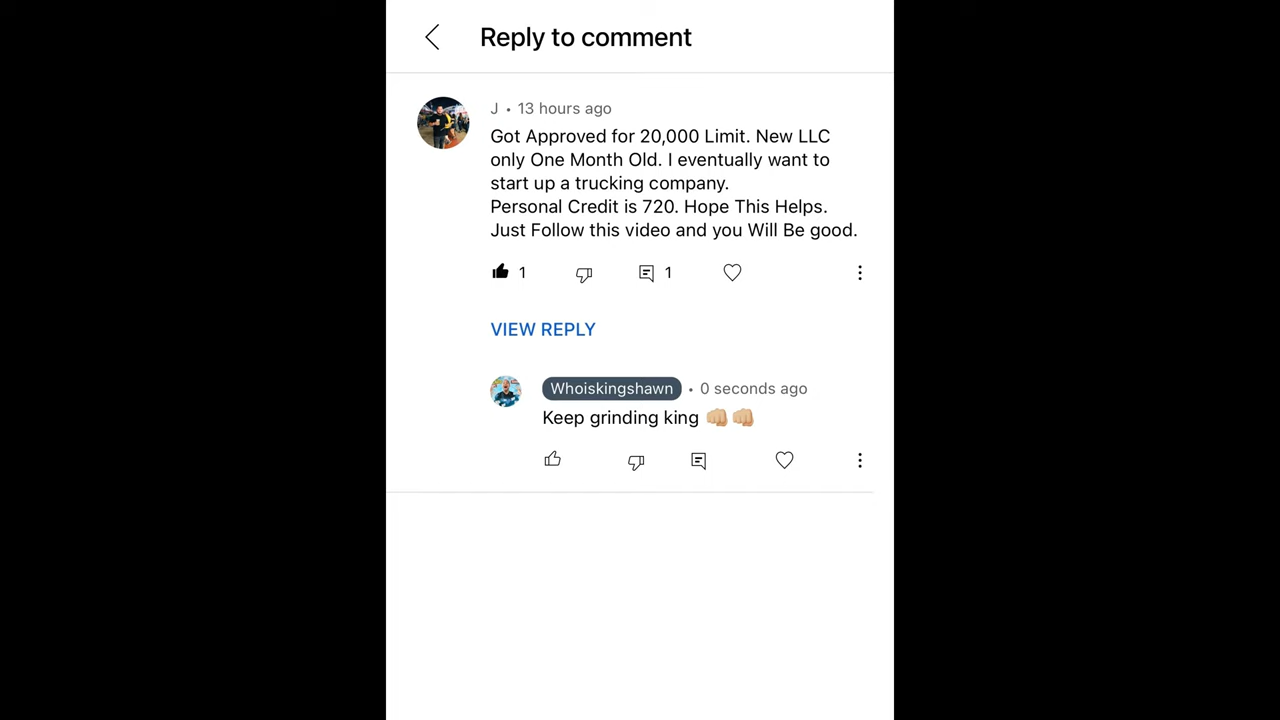 Reply to comment
J • 13 hours ago
Got Approved for 20,000 Limit. New LLC
only One Month Old. I eventually want to
start up a trucking company.
Personal Credit is 720. Hope This Helps.
Just Follow this video and you Will Be good.
1 1
VIEW REPLY
Whoiskingshawn • 0 seconds ago
Keep grinding king 👊🏼👊🏼